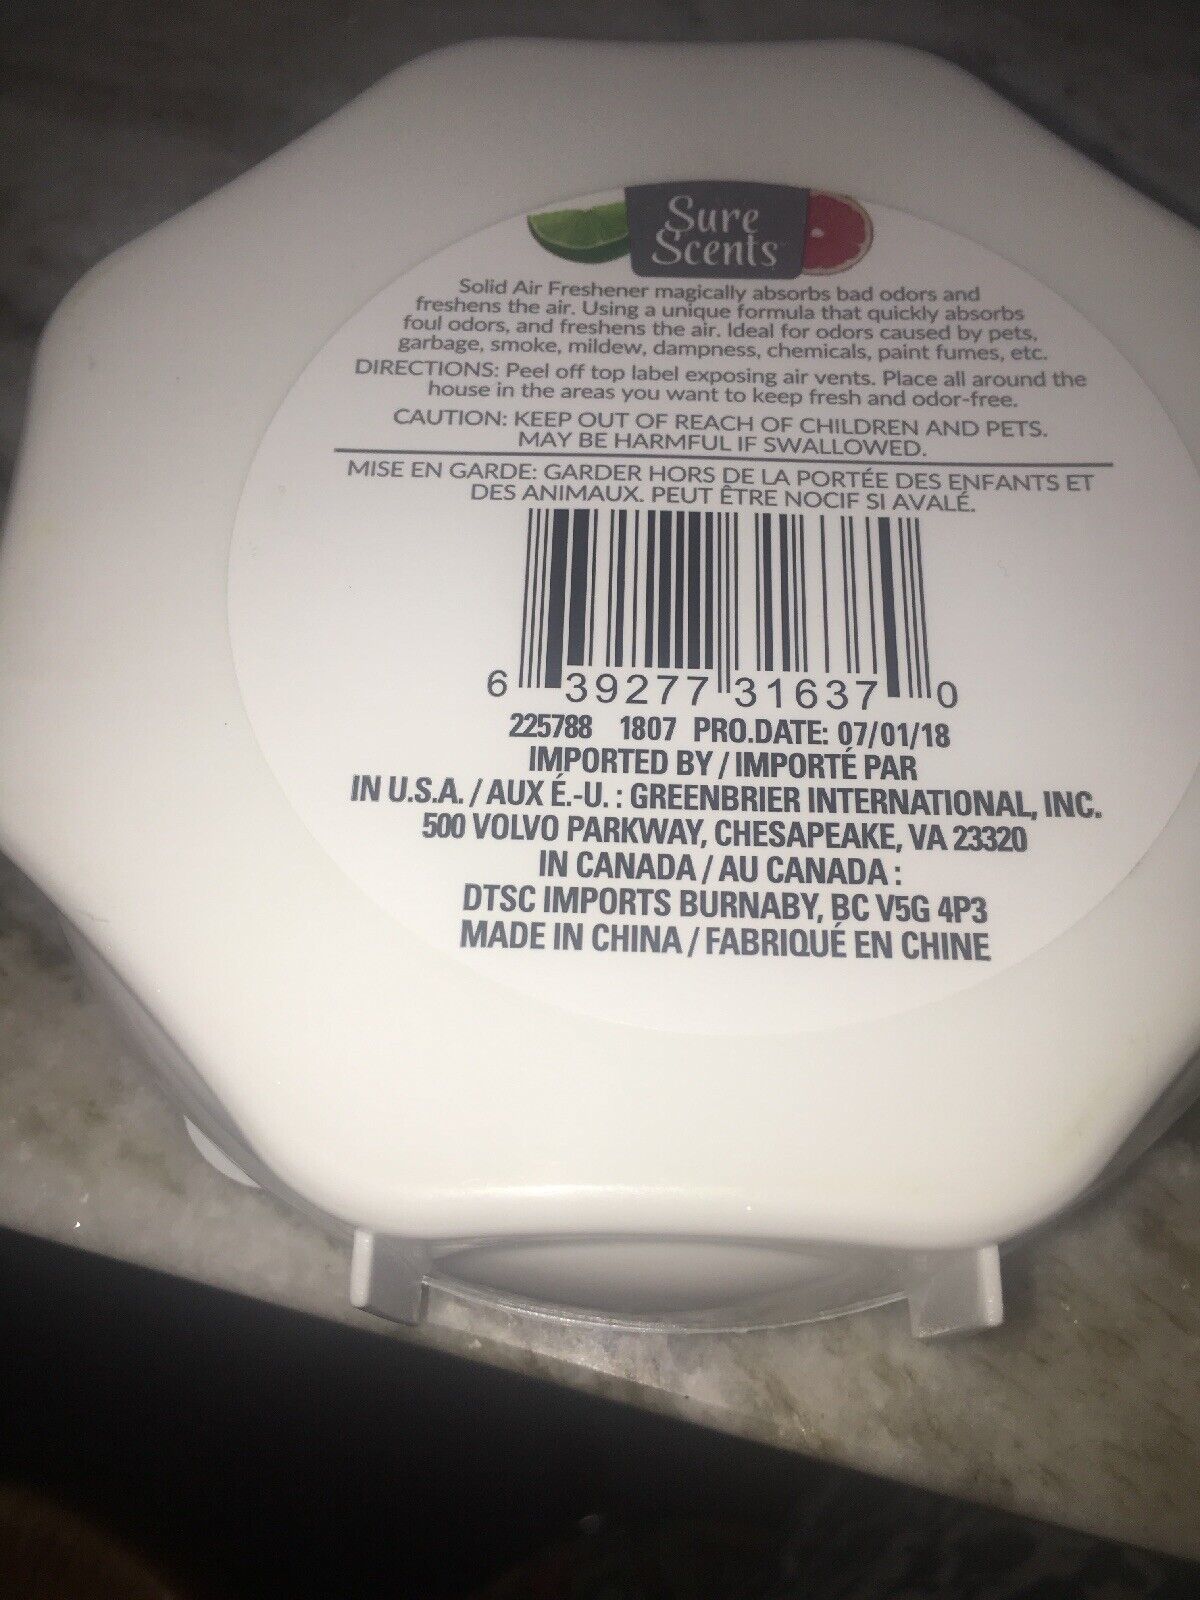 Sure
Scents
Solid Air Freshener magically absorbs bad odors and
freshens the air. Using a unique formula that quickly absorbs
foul odors, and freshens the air. Ideal for odors caused by pets,
garbage, smoke, mildew, dampness, chemicals, paint fumes, etc.
DIRECTIONS: Peel off top label exposing air vents. Place all around the
house in the areas you want to keep fresh and odor-free.
CAUTION: KEEP OUT OF REACH OF CHILDREN AND PETS.
MAY BE HARMFUL IF SWALLOWED.
MISE EN GARDE: GARDER HORS DE LA PORTÉE DES ENFANTS ET
DES ANIMAUX. PEUT ÊTRE NOCIF SI AVALÉ.
6 39277 31637 0
225788 1807 PRO.DATE: 07/01/18
IMPORTED BY / IMPORTÉ PAR
IN U.S.A. / AUX É.-U. : GREENBRIER INTERNATIONAL, INC.
500 VOLVO PARKWAY, CHESAPEAKE, VA 23320
IN CANADA / AU CANADA :
DTSC IMPORTS BURNABY, BC V5G 4P3
MADE IN CHINA / FABRIQUÉ EN CHINE